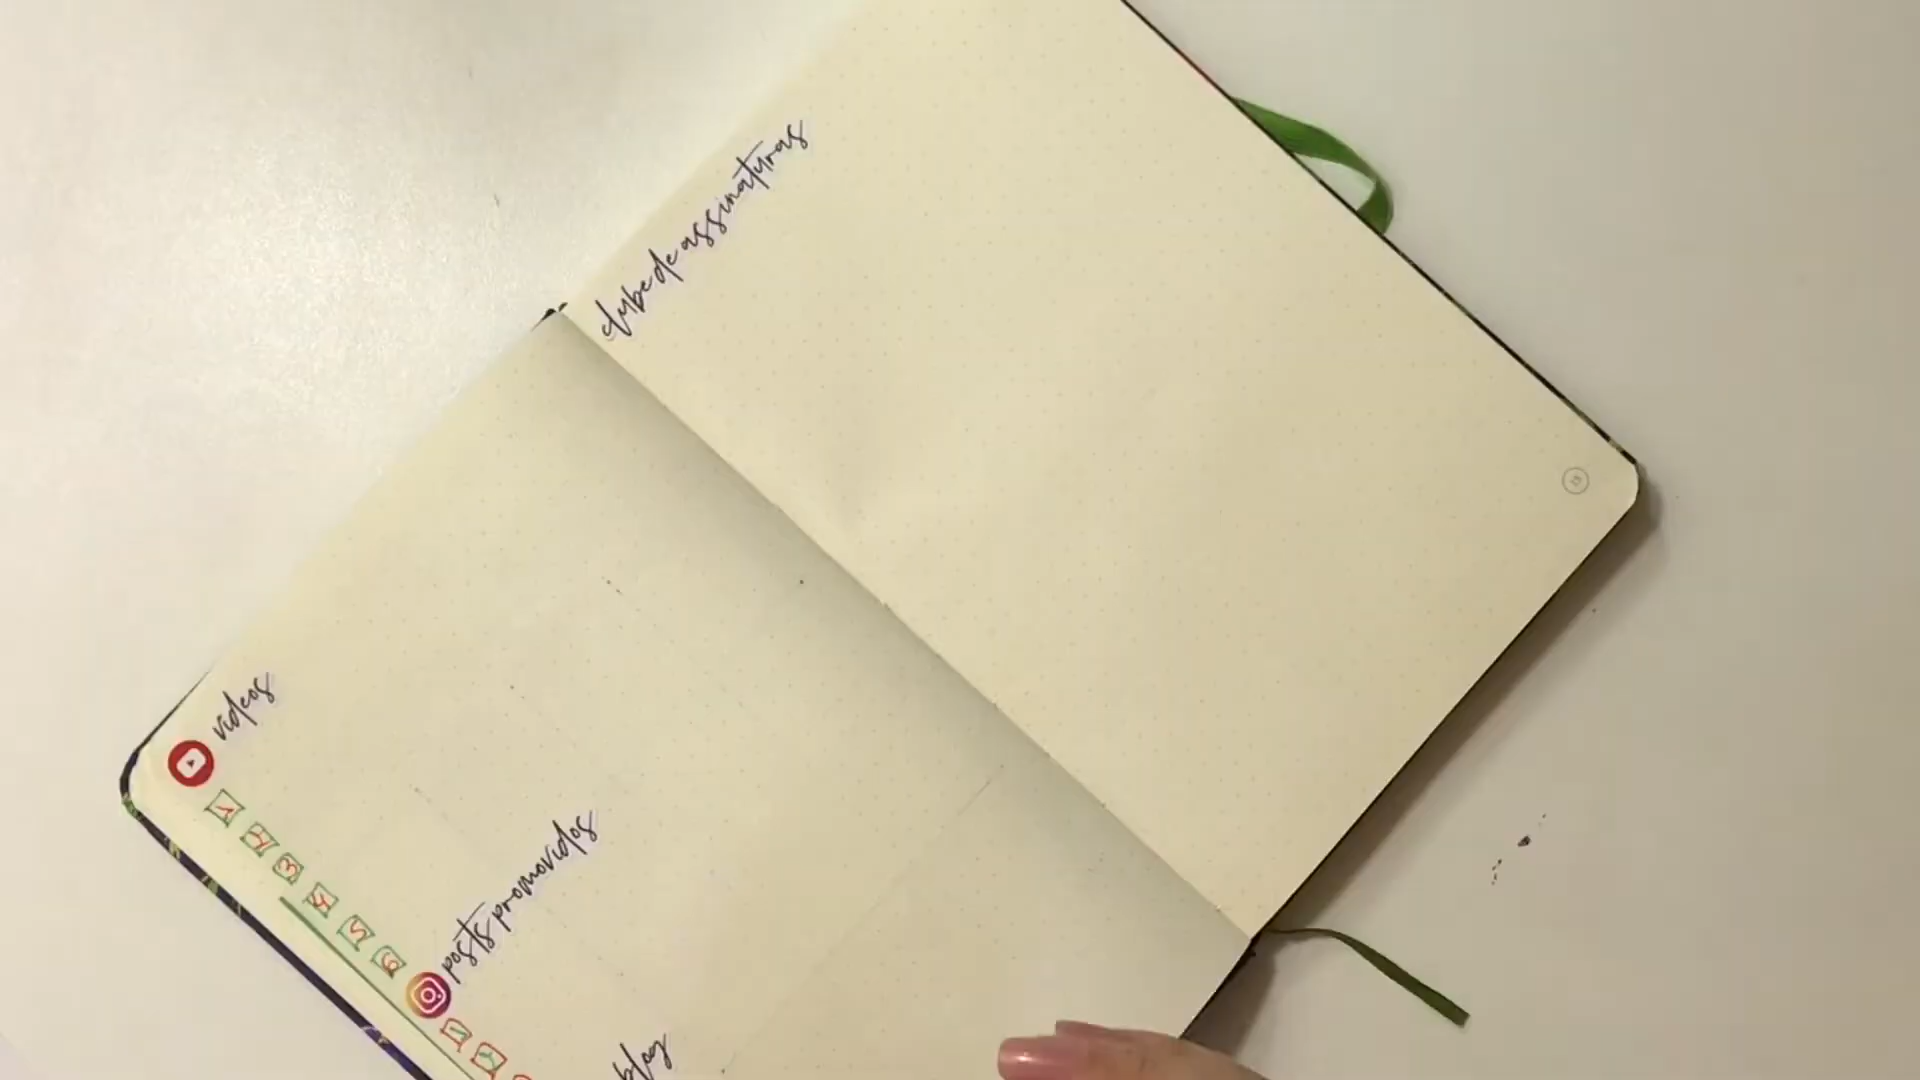 videos
1
2
3
4
5
6
posts promovidos
1
2
blog
clube de assinaturas